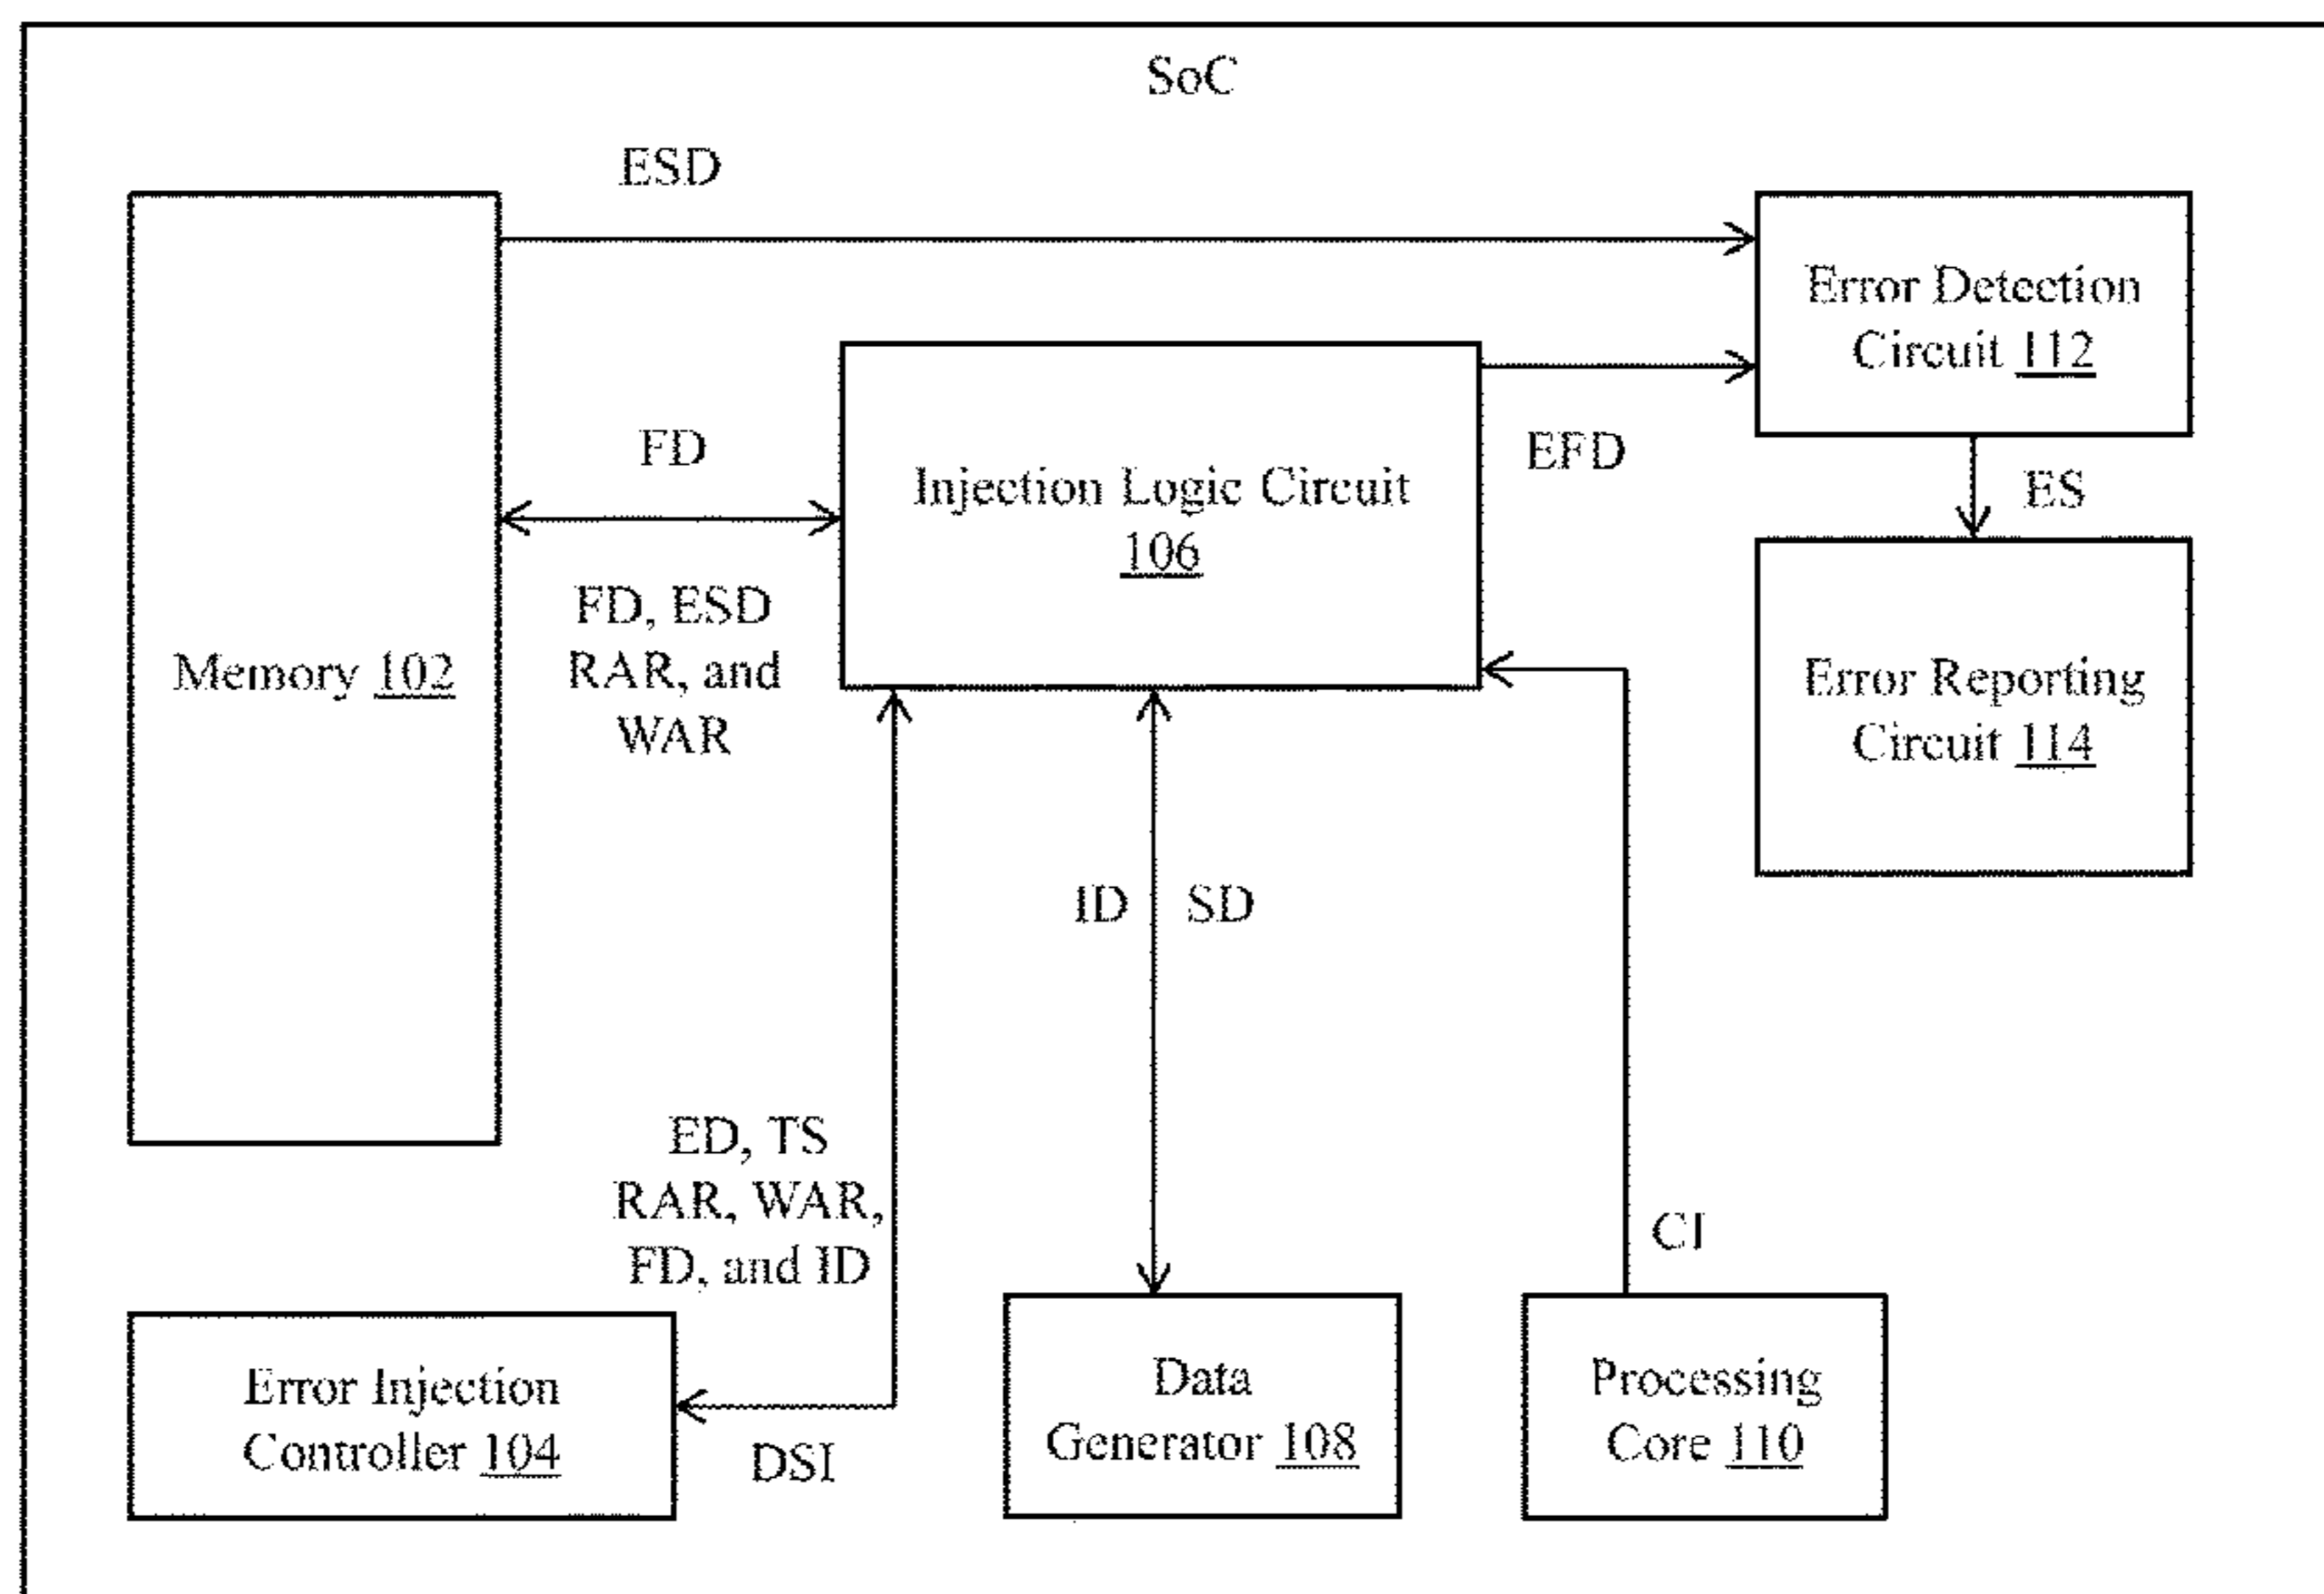 SoC
ESD
Error Detection
Circuit 112
FD
EFD
Injection Logic Circuit
106
ES
FD, ESD
RAR, and
WAR
Memory 102
Error Reporting
Circuit 114
ID
SD
ED, TS
RAR, WAR,
FD, and ID
CI
Error Injection
Controller 104
DSI
Data
Generator 108
Processing
Core 110